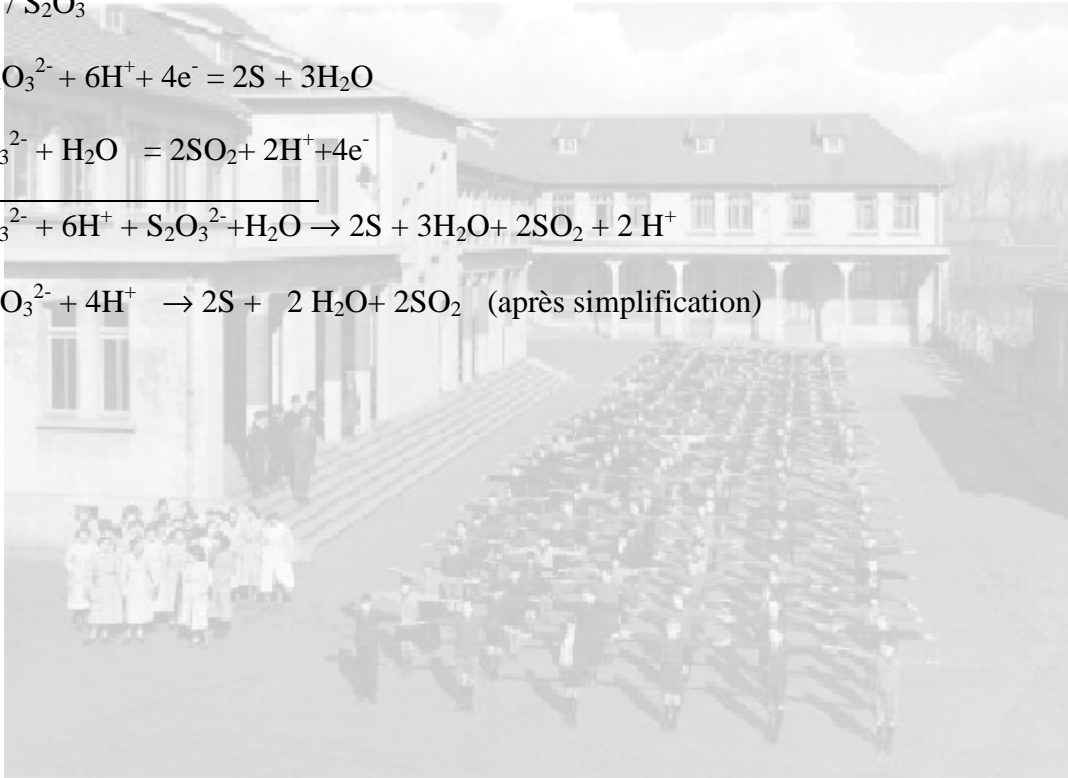 / S₂O₃
O₃²⁻ + 6H⁺ + 4e⁻ = 2S + 3H₂O
₃²⁻ + H₂O = 2SO₂+ 2H⁺+4e⁻
₃²⁻ + 6H⁺ + S₂O₃²⁻+H₂O → 2S + 3H₂O+ 2SO₂ + 2 H⁺
O₃²⁻ + 4H⁺ → 2S + 2 H₂O+ 2SO₂ (après simplification)